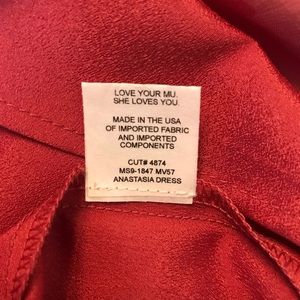 LOVE YOUR MU.
SHE LOVES YOU.
MADE IN THE USA
OF IMPORTED FABRIC
AND IMPORTED
COMPONENTS
CUT# 4874
MS9-1847 MV57
ANASTASIA DRESS